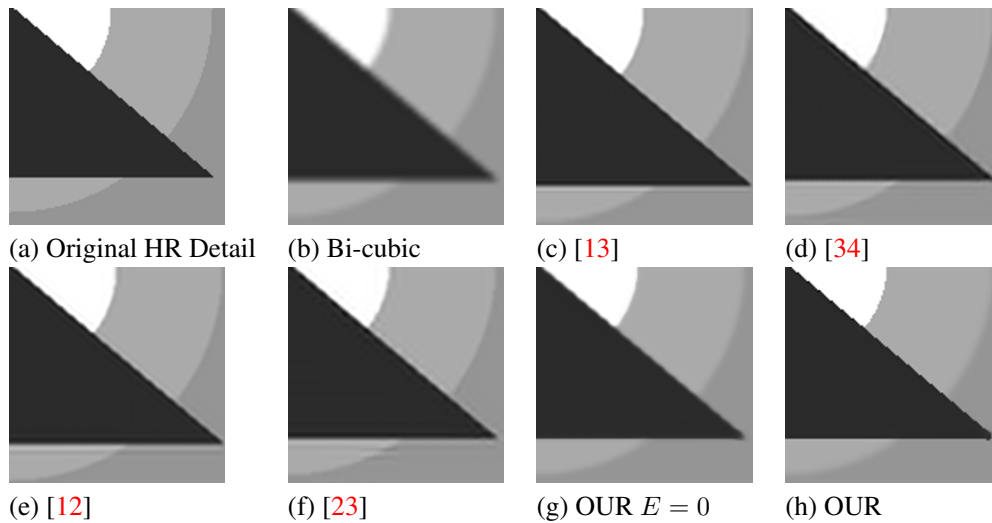 (a) Original HR Detail
(b) Bi-cubic
(c) [13]
(d) [34]
(e) [12]
(f) [23]
(g) OUR E = 0
(h) OUR